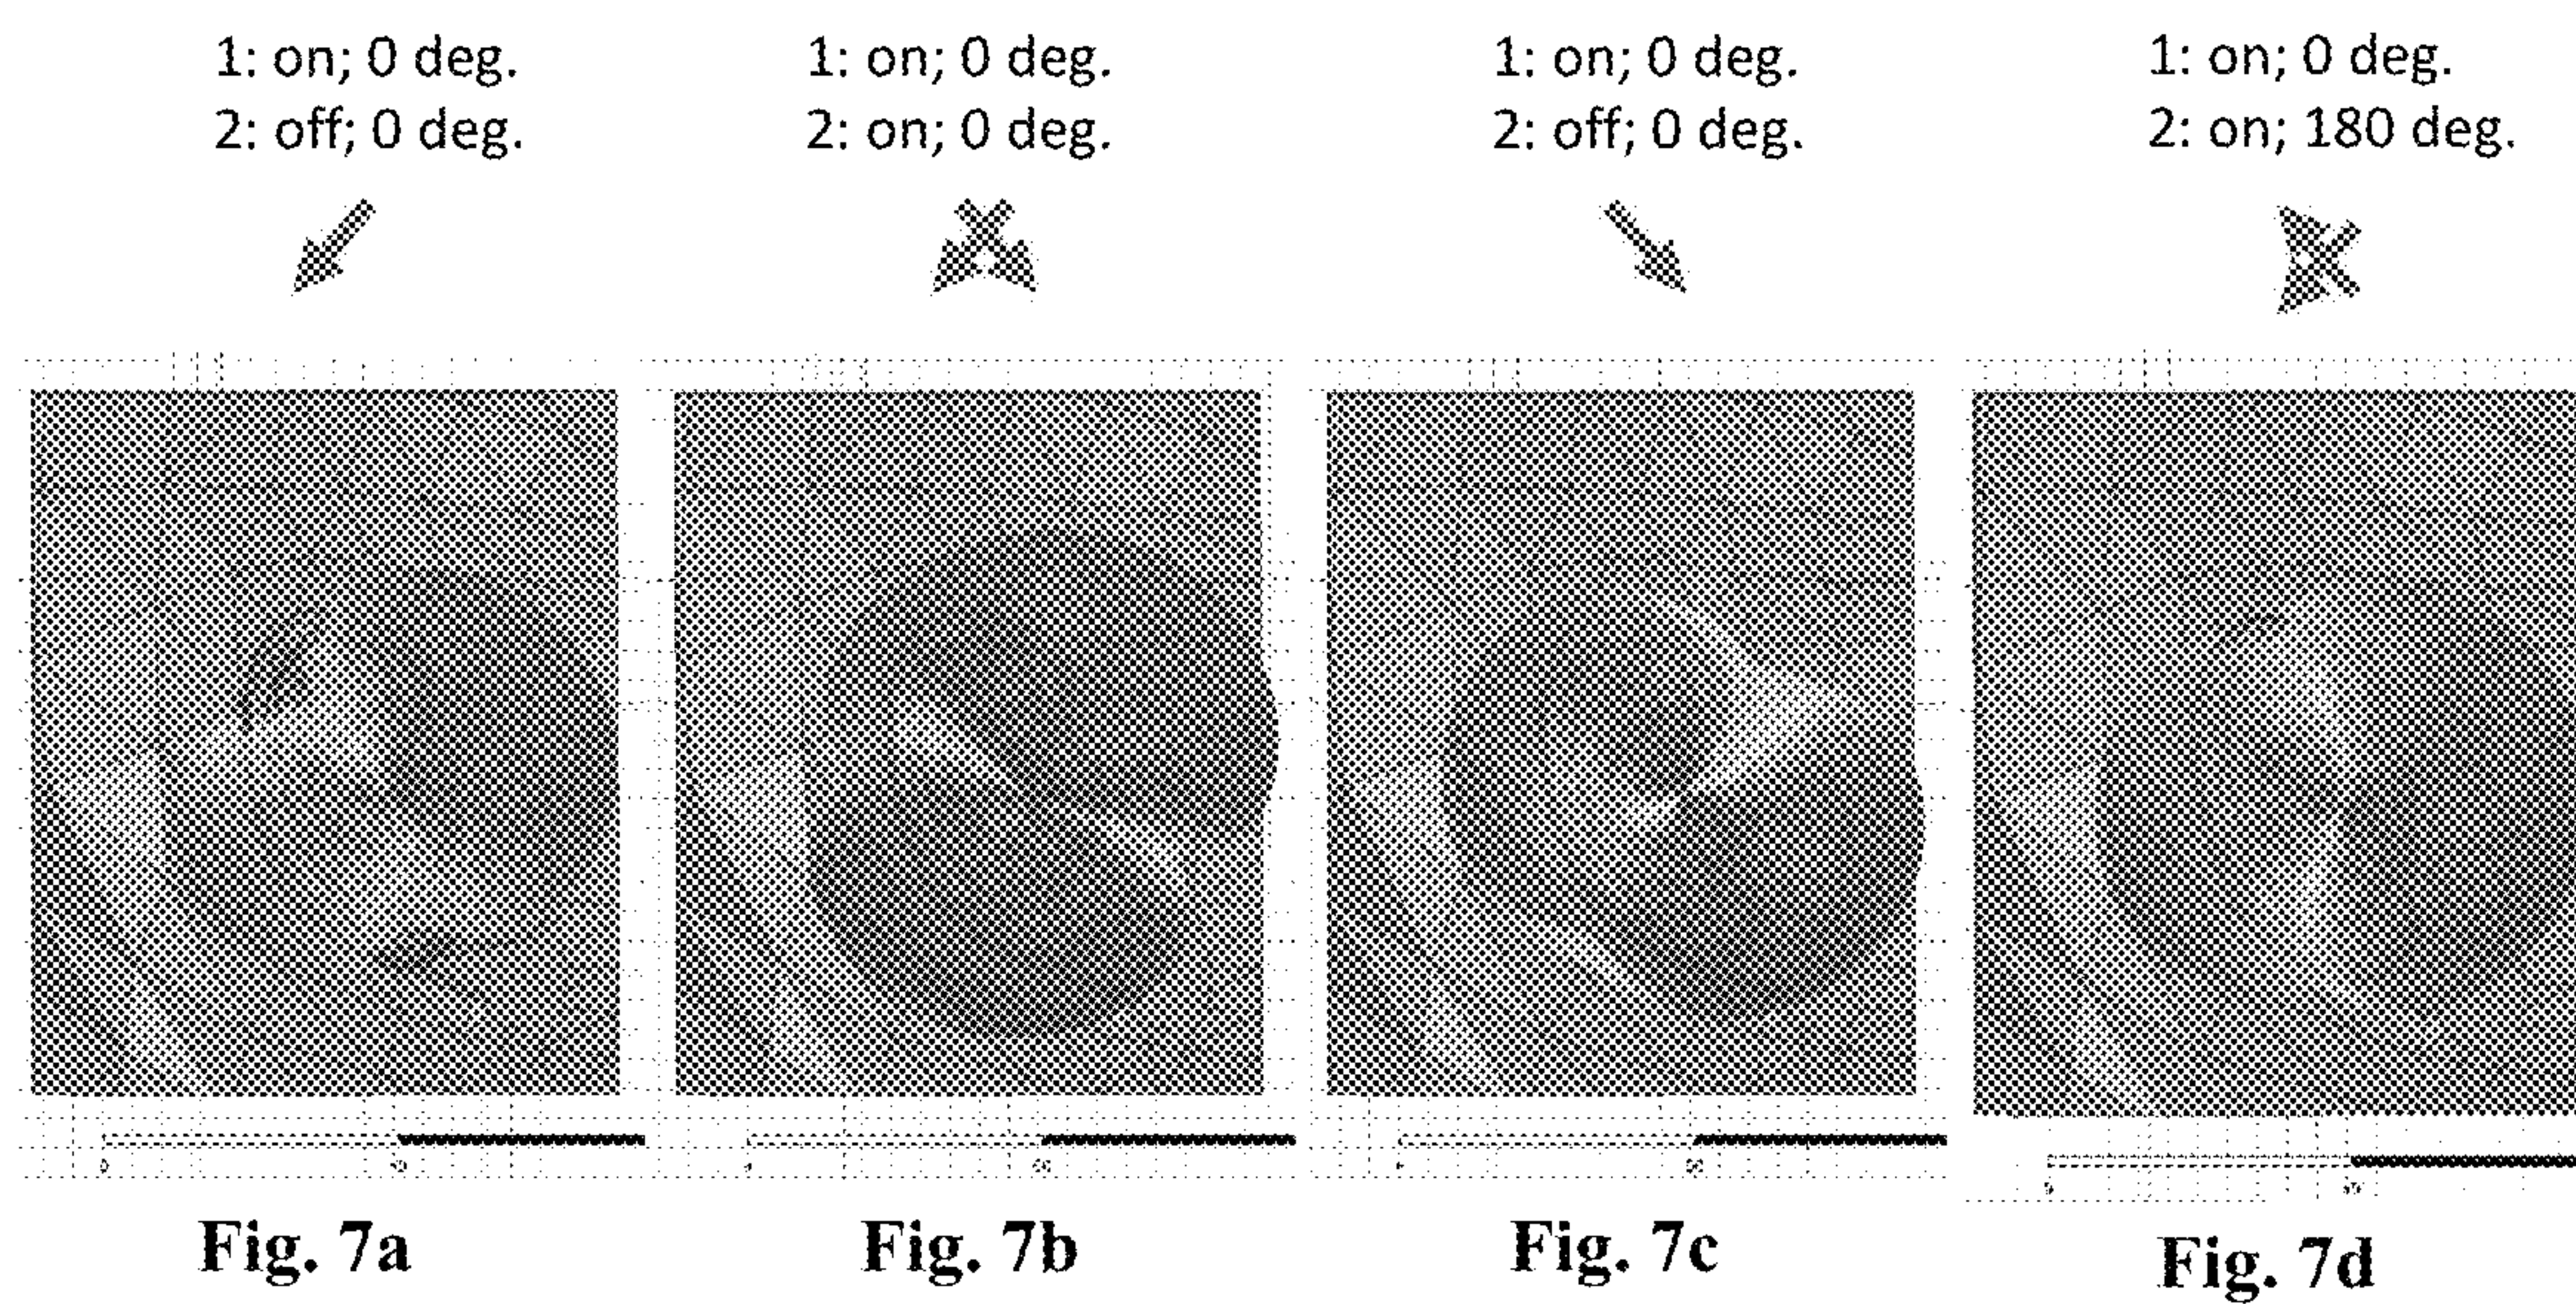 1: on; 0 deg.
2: off; 0 deg.
1: on; 0 deg.
2: on; 0 deg.
1: on; 0 deg.
2: off; 0 deg.
1: on; 0 deg.
2: on; 180 deg.
Fig. 7a
Fig. 7b
Fig. 7c
Fig. 7d